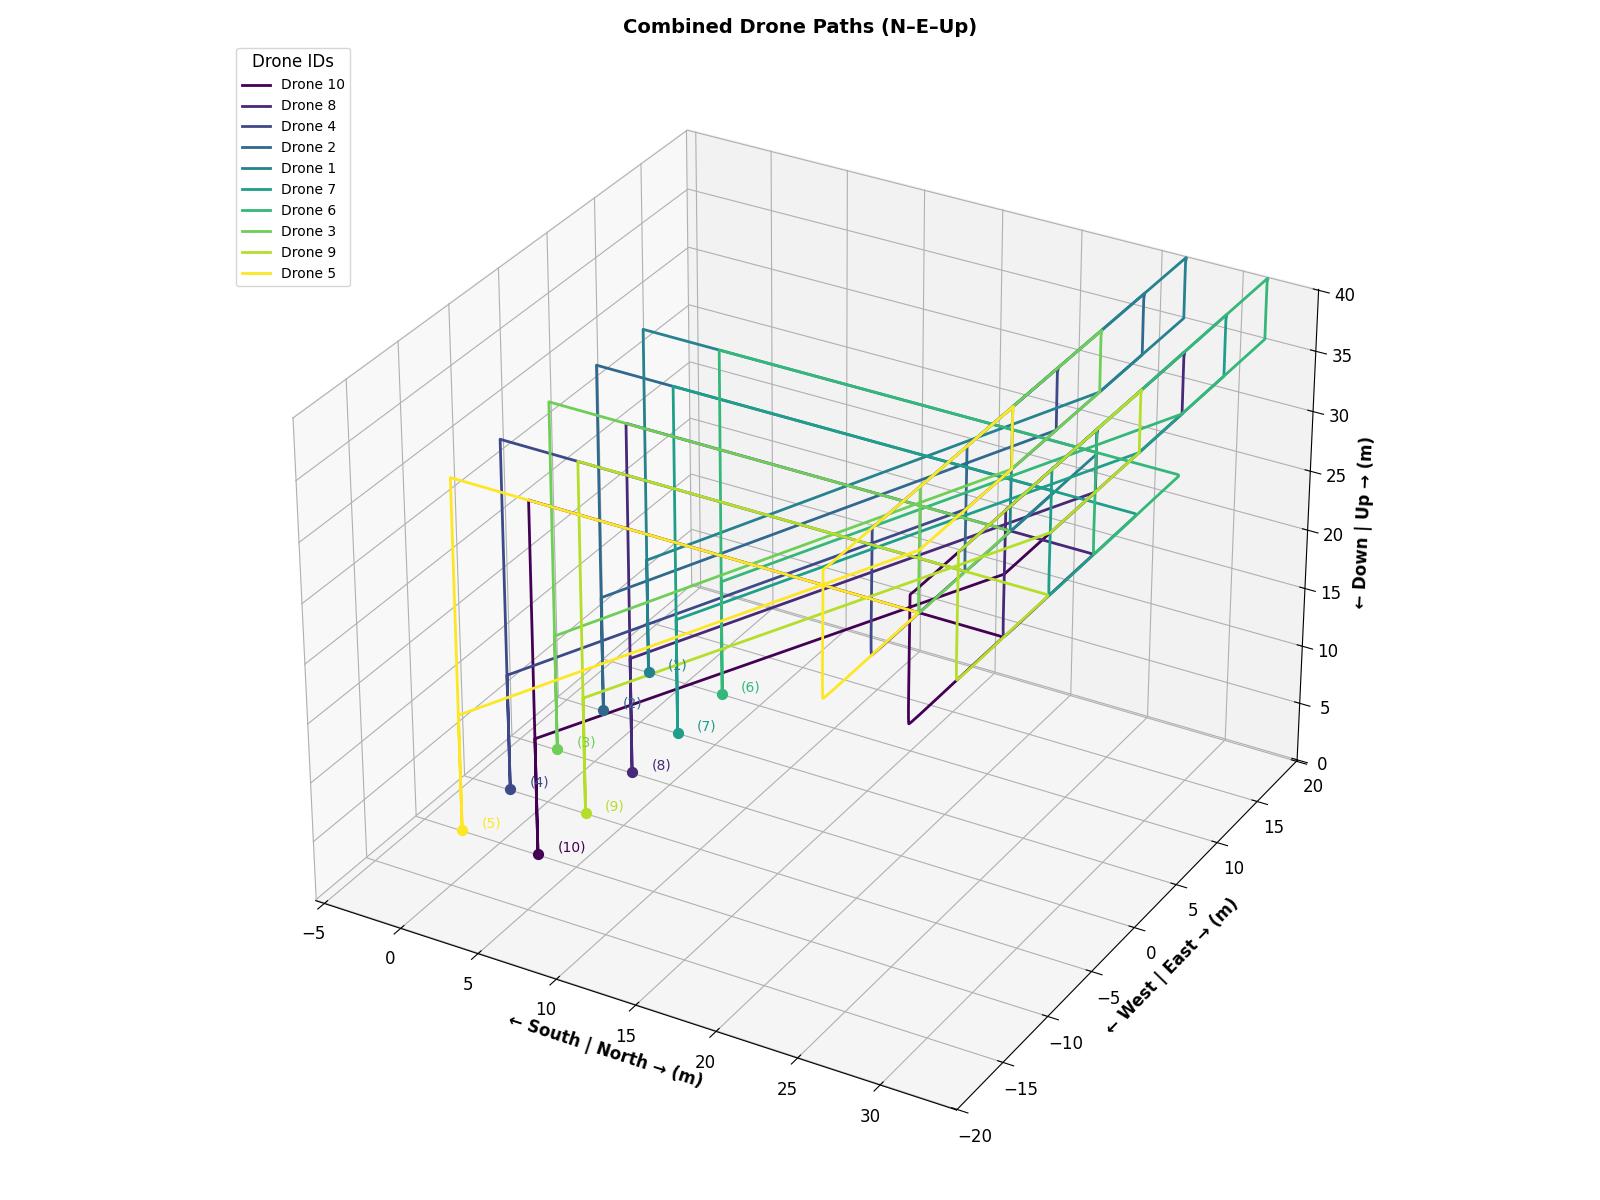 Combined Drone Paths (N–E–Up)
Drone IDs
Drone 10
Drone 8
Drone 4
Drone 2
Drone 1
Drone 7
Drone 6
Drone 3
Drone 9
Drone 5
40
35
30
25
20
15
10
5
0
← Down | Up → (m)
20
15
10
5
0
−5
−10
−15
−20
← West | East → (m)
−5
0
5
10
15
20
25
30
← South | North → (m)
(1)
(6)
(2)
(7)
(3)
(8)
(4)
(9)
(5)
(10)